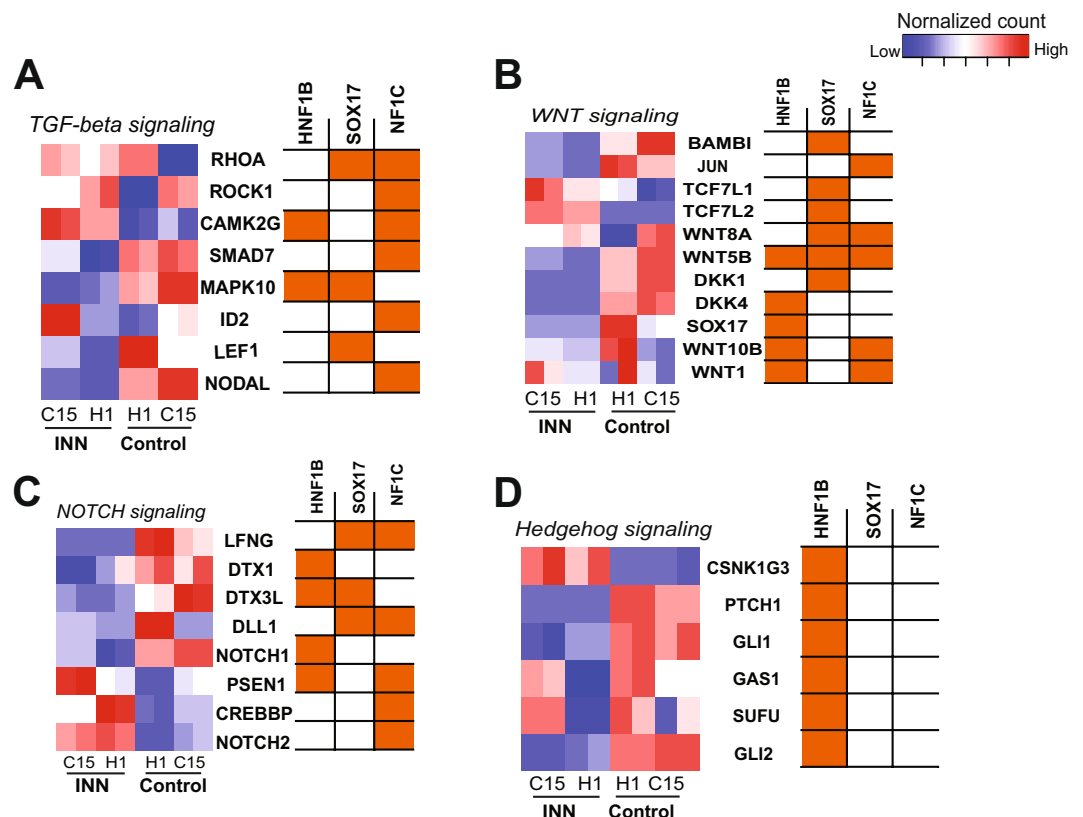 Nornalized count
Low
High
A
TGF-beta signaling
HNF1B
SOX17
NF1C
RHOA
ROCK1
CAMK2G
SMAD7
MAPK10
ID2
LEF1
NODAL
C15 H1 H1 C15
INN Control
B
WNT signaling
HNF1B
SOX17
NF1C
BAMBI
JUN
TCF7L1
TCF7L2
WNT8A
WNT5B
DKK1
DKK4
SOX17
WNT10B
WNT1
C15 H1 H1 C15
INN Control
C
NOTCH signaling
HNF1B
SOX17
NF1C
LFNG
DTX1
DTX3L
DLL1
NOTCH1
PSEN1
CREBBP
NOTCH2
C15 H1 H1 C15
INN Control
D
Hedgehog signaling
HNF1B
SOX17
NF1C
CSNK1G3
PTCH1
GLI1
GAS1
SUFU
GLI2
C15 H1 H1 C15
INN Control